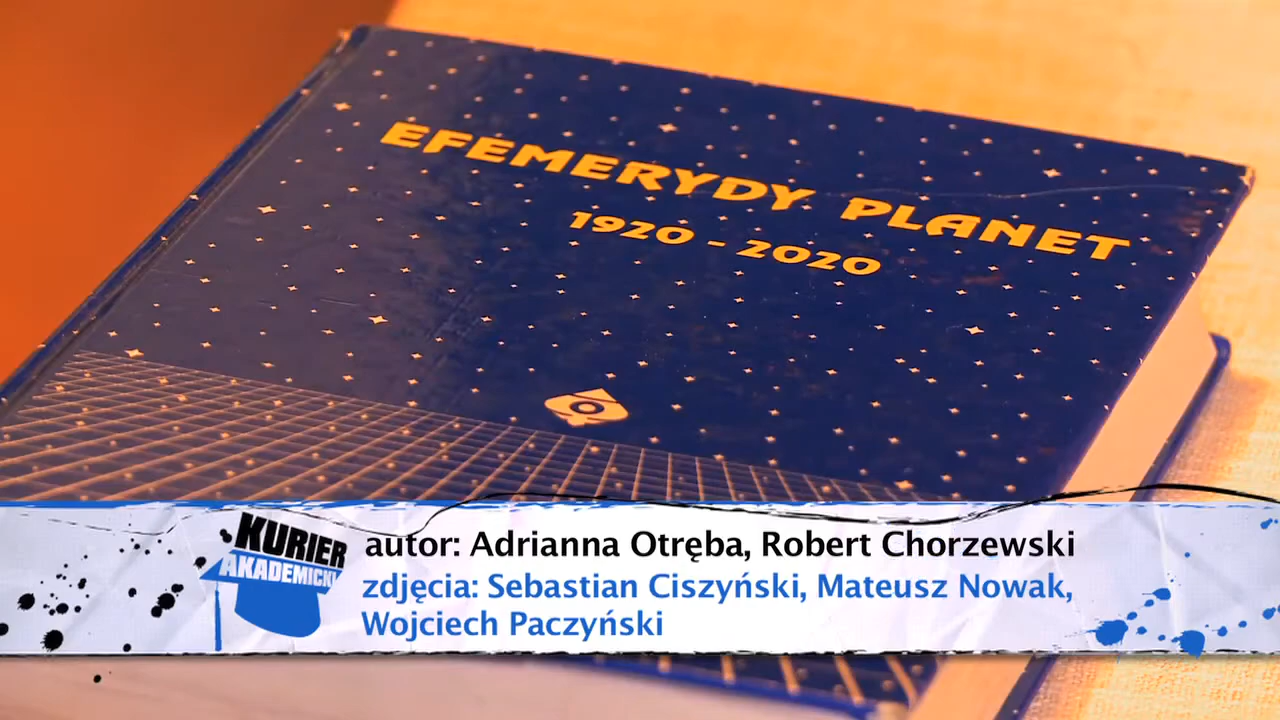 EFEMERYDY PLANET
1920 - 2020
KURIER
AKADEMICKI
autor: Adrianna Otręba, Robert Chorzewski
zdjęcia: Sebastian Ciszyński, Mateusz Nowak,
Wojciech Paczyński